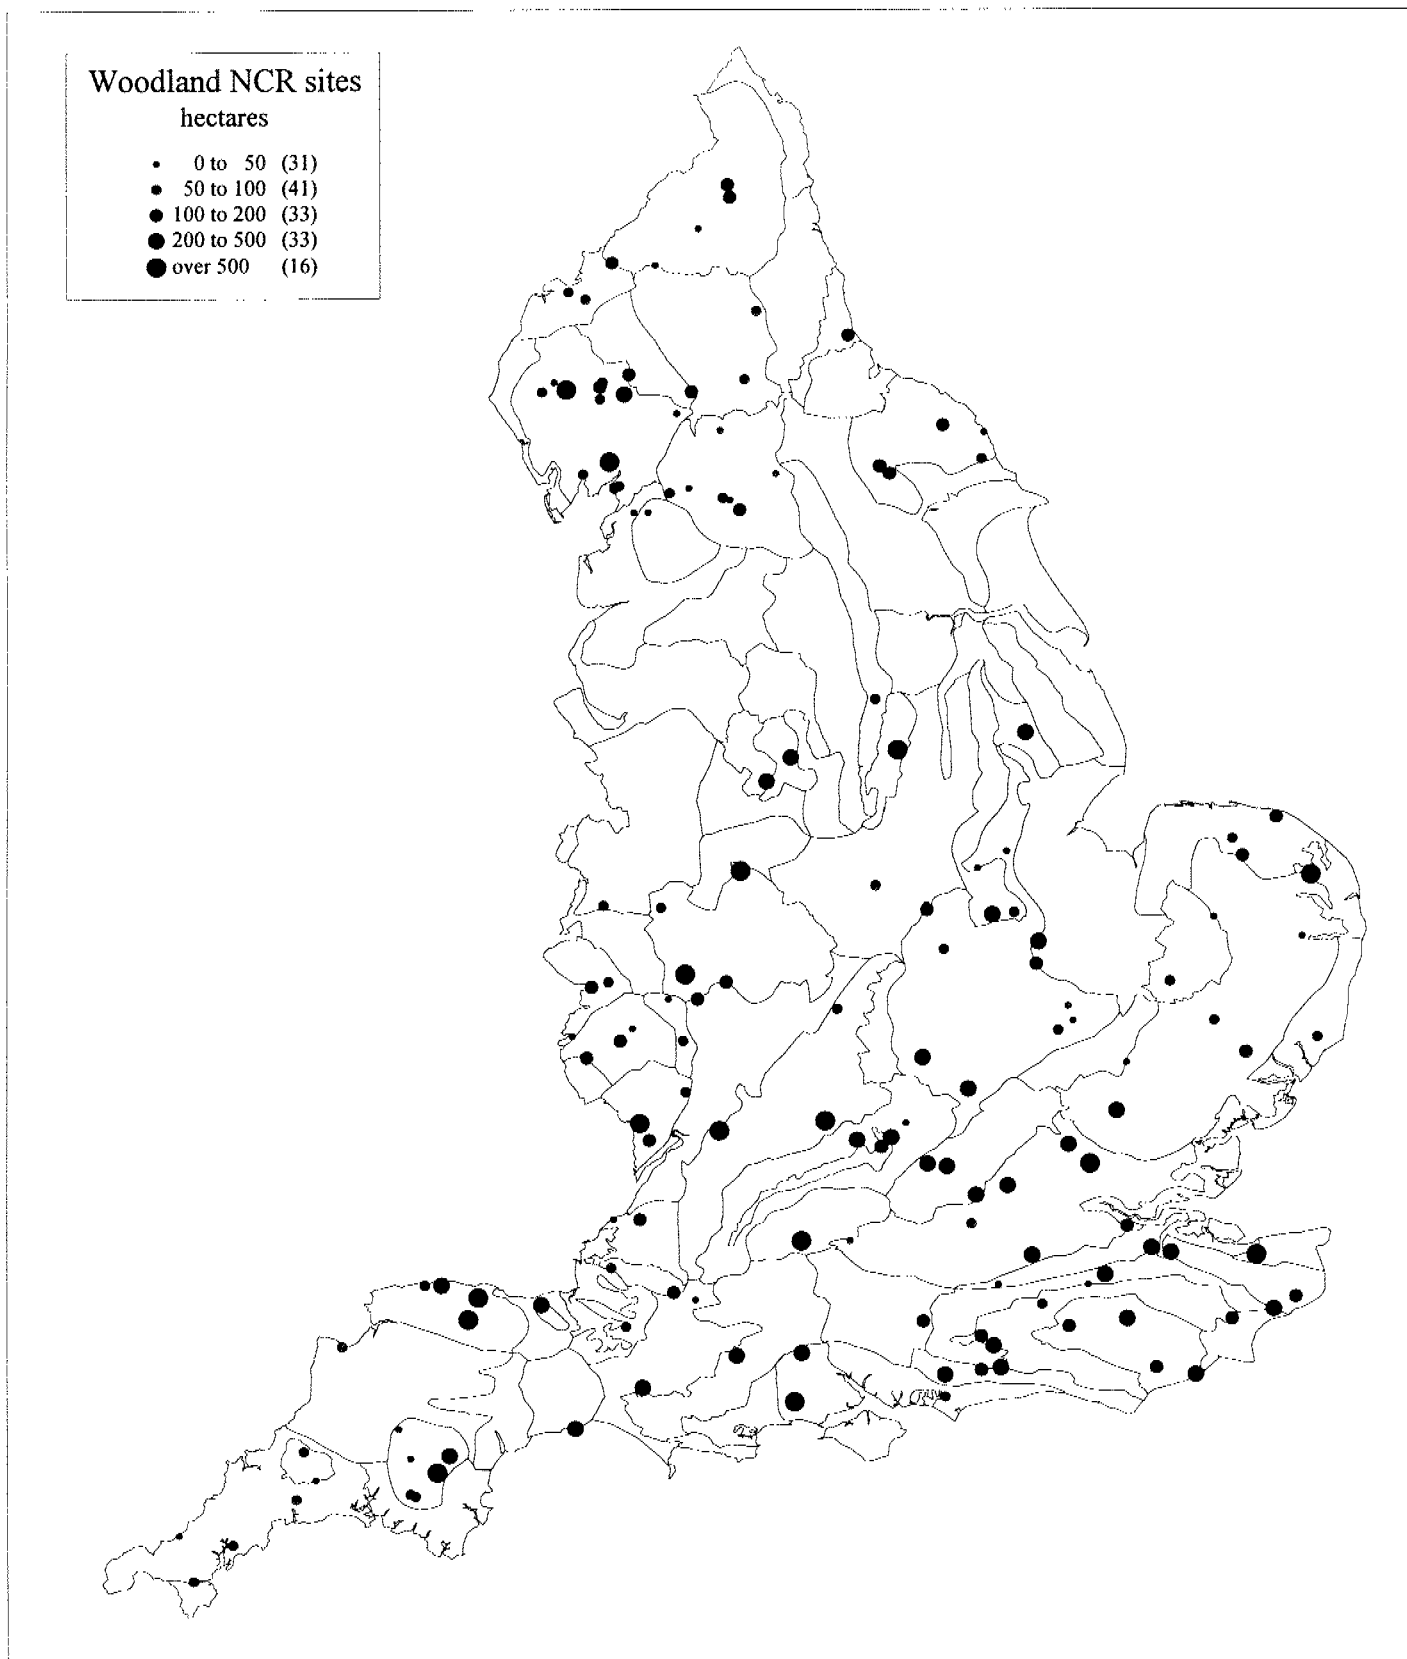 Woodland NCR sites
hectares
0 to 50 (31)
50 to 100 (41)
100 to 200 (33)
200 to 500 (33)
over 500 (16)